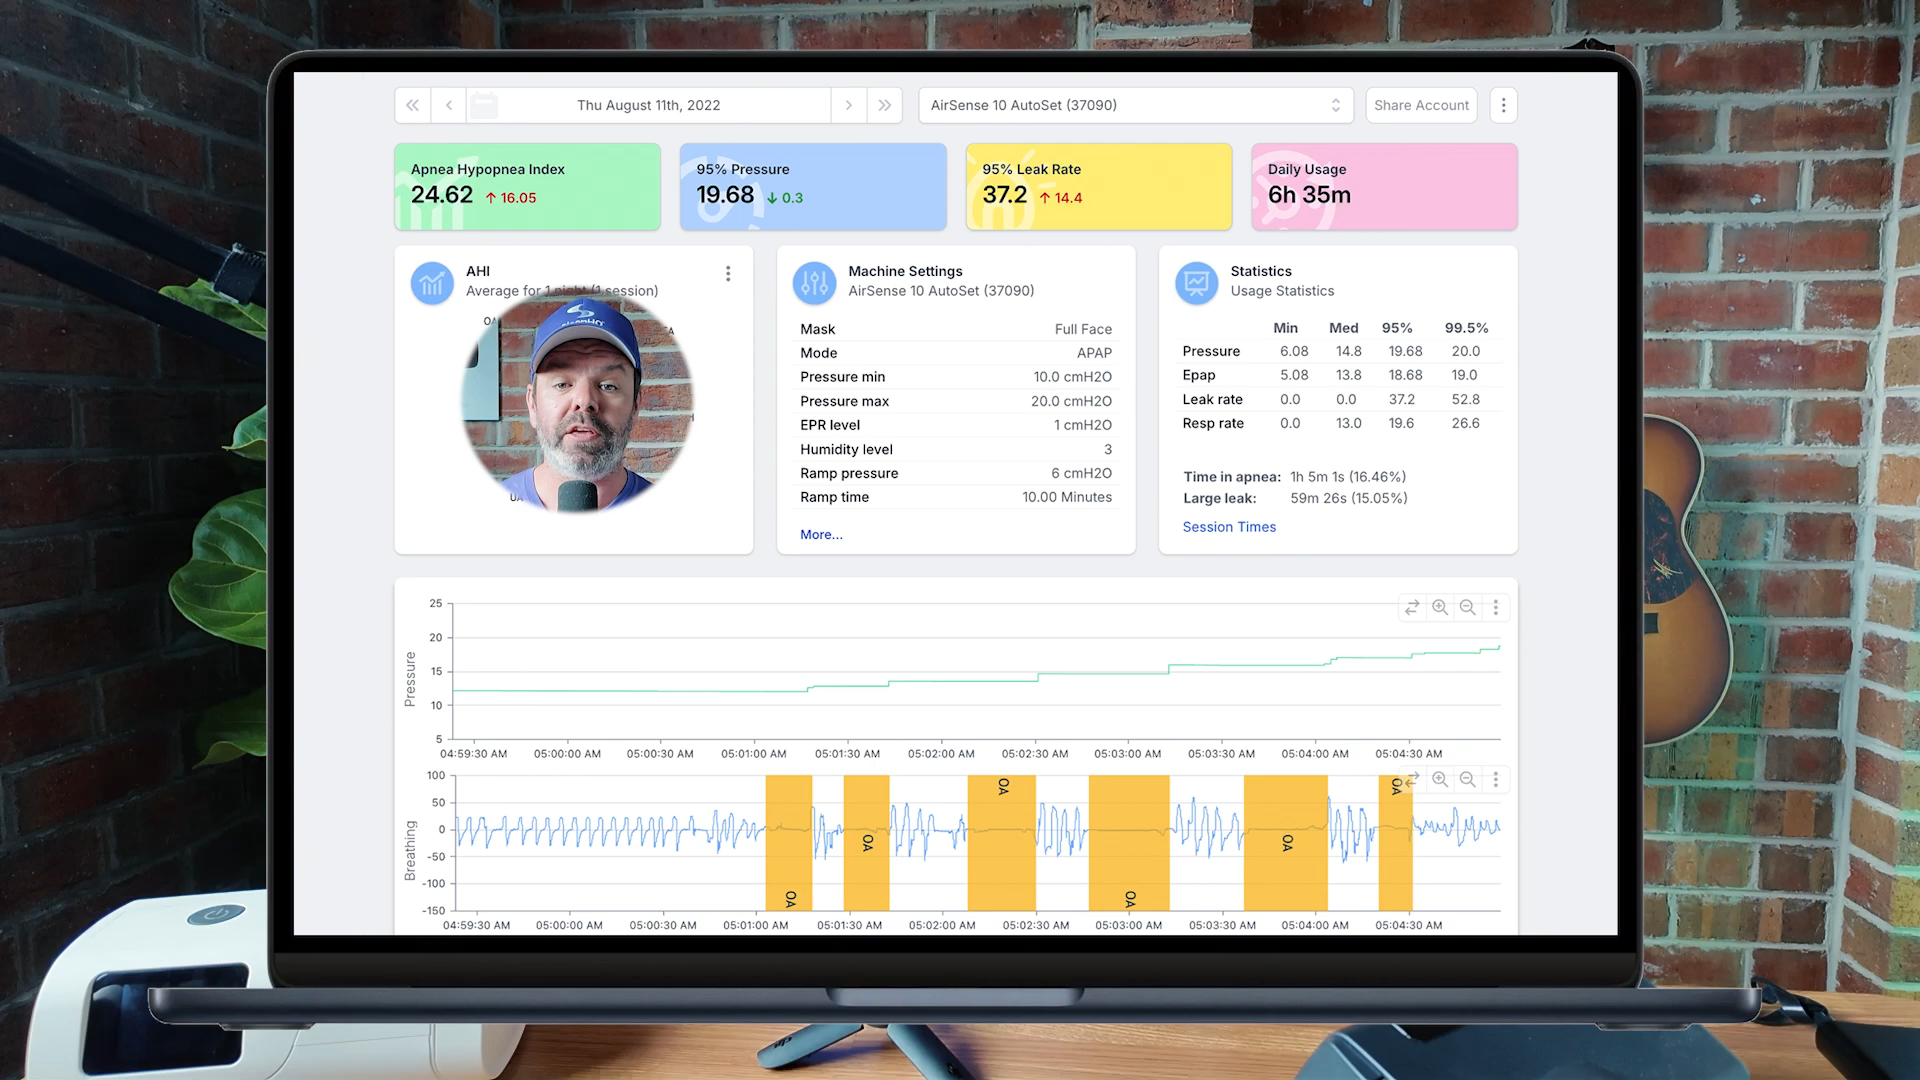 Thu August 11th, 2022
AirSense 10 AutoSet (37090)
Share Account
Apnea Hypopnea Index
24.62 ↑ 16.05
95% Pressure
19.68 ↓ 0.3
95% Leak Rate
37.2 ↑ 14.4
Daily Usage
6h 35m
AHI
Average for 1 night (1 session)
OA
UA
Machine Settings
AirSense 10 AutoSet (37090)
Mask Full Face
Mode APAP
Pressure min 10.0 cmH2O
Pressure max 20.0 cmH2O
EPR level 1 cmH2O
Humidity level 3
Ramp pressure 6 cmH2O
Ramp time 10.00 Minutes
More...
Statistics
Usage Statistics
Min Med 95% 99.5%
Pressure 6.08 14.8 19.68 20.0
Epap 5.08 13.8 18.68 19.0
Leak rate 0.0 0.0 37.2 52.8
Resp rate 0.0 13.0 19.6 26.6
Time in apnea: 1h 5m 1s (16.46%)
Large leak: 59m 26s (15.05%)
Session Times
Pressure
25
20
15
10
5
04:59:30 AM 05:00:00 AM 05:00:30 AM 05:01:00 AM 05:01:30 AM 05:02:00 AM 05:02:30 AM 05:03:00 AM 05:03:30 AM 05:04:00 AM 05:04:30 AM
Breathing
100
50
0
-50
-100
-150
OA
OA
OA
OA
OA
OA
04:59:30 AM 05:00:00 AM 05:00:30 AM 05:01:00 AM 05:01:30 AM 05:02:00 AM 05:02:30 AM 05:03:00 AM 05:03:30 AM 05:04:00 AM 05:04:30 AM